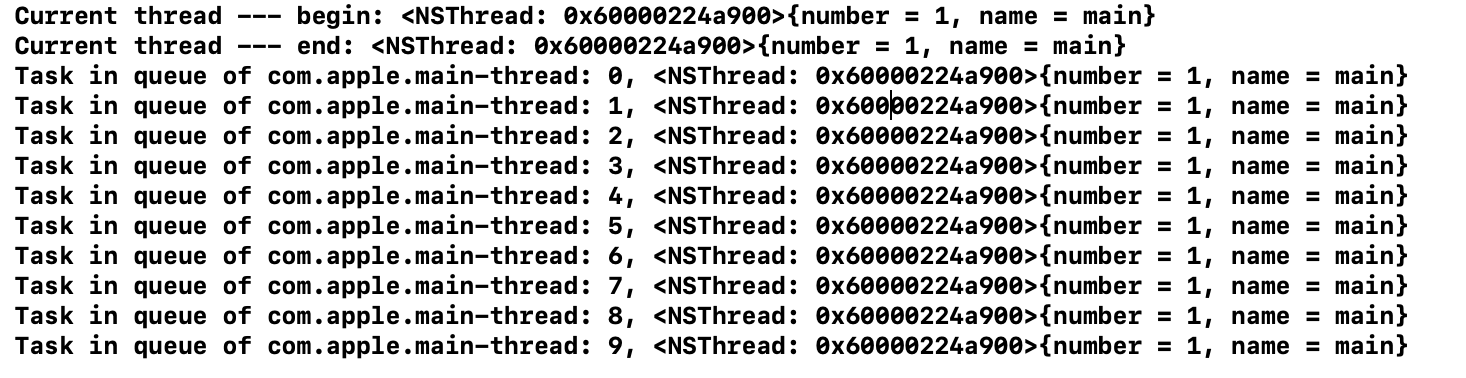 Current thread --- begin: <NSThread: 0x60000224a900>{number = 1, name = main}
Current thread --- end: <NSThread: 0x60000224a900>{number = 1, name = main}
Task in queue of com.apple.main-thread: 0, <NSThread: 0x60000224a900>{number = 1, name = main}
Task in queue of com.apple.main-thread: 1, <NSThread: 0x60000224a900>{number = 1, name = main}
Task in queue of com.apple.main-thread: 2, <NSThread: 0x60000224a900>{number = 1, name = main}
Task in queue of com.apple.main-thread: 3, <NSThread: 0x60000224a900>{number = 1, name = main}
Task in queue of com.apple.main-thread: 4, <NSThread: 0x60000224a900>{number = 1, name = main}
Task in queue of com.apple.main-thread: 5, <NSThread: 0x60000224a900>{number = 1, name = main}
Task in queue of com.apple.main-thread: 6, <NSThread: 0x60000224a900>{number = 1, name = main}
Task in queue of com.apple.main-thread: 7, <NSThread: 0x60000224a900>{number = 1, name = main}
Task in queue of com.apple.main-thread: 8, <NSThread: 0x60000224a900>{number = 1, name = main}
Task in queue of com.apple.main-thread: 9, <NSThread: 0x60000224a900>{number = 1, name = main}